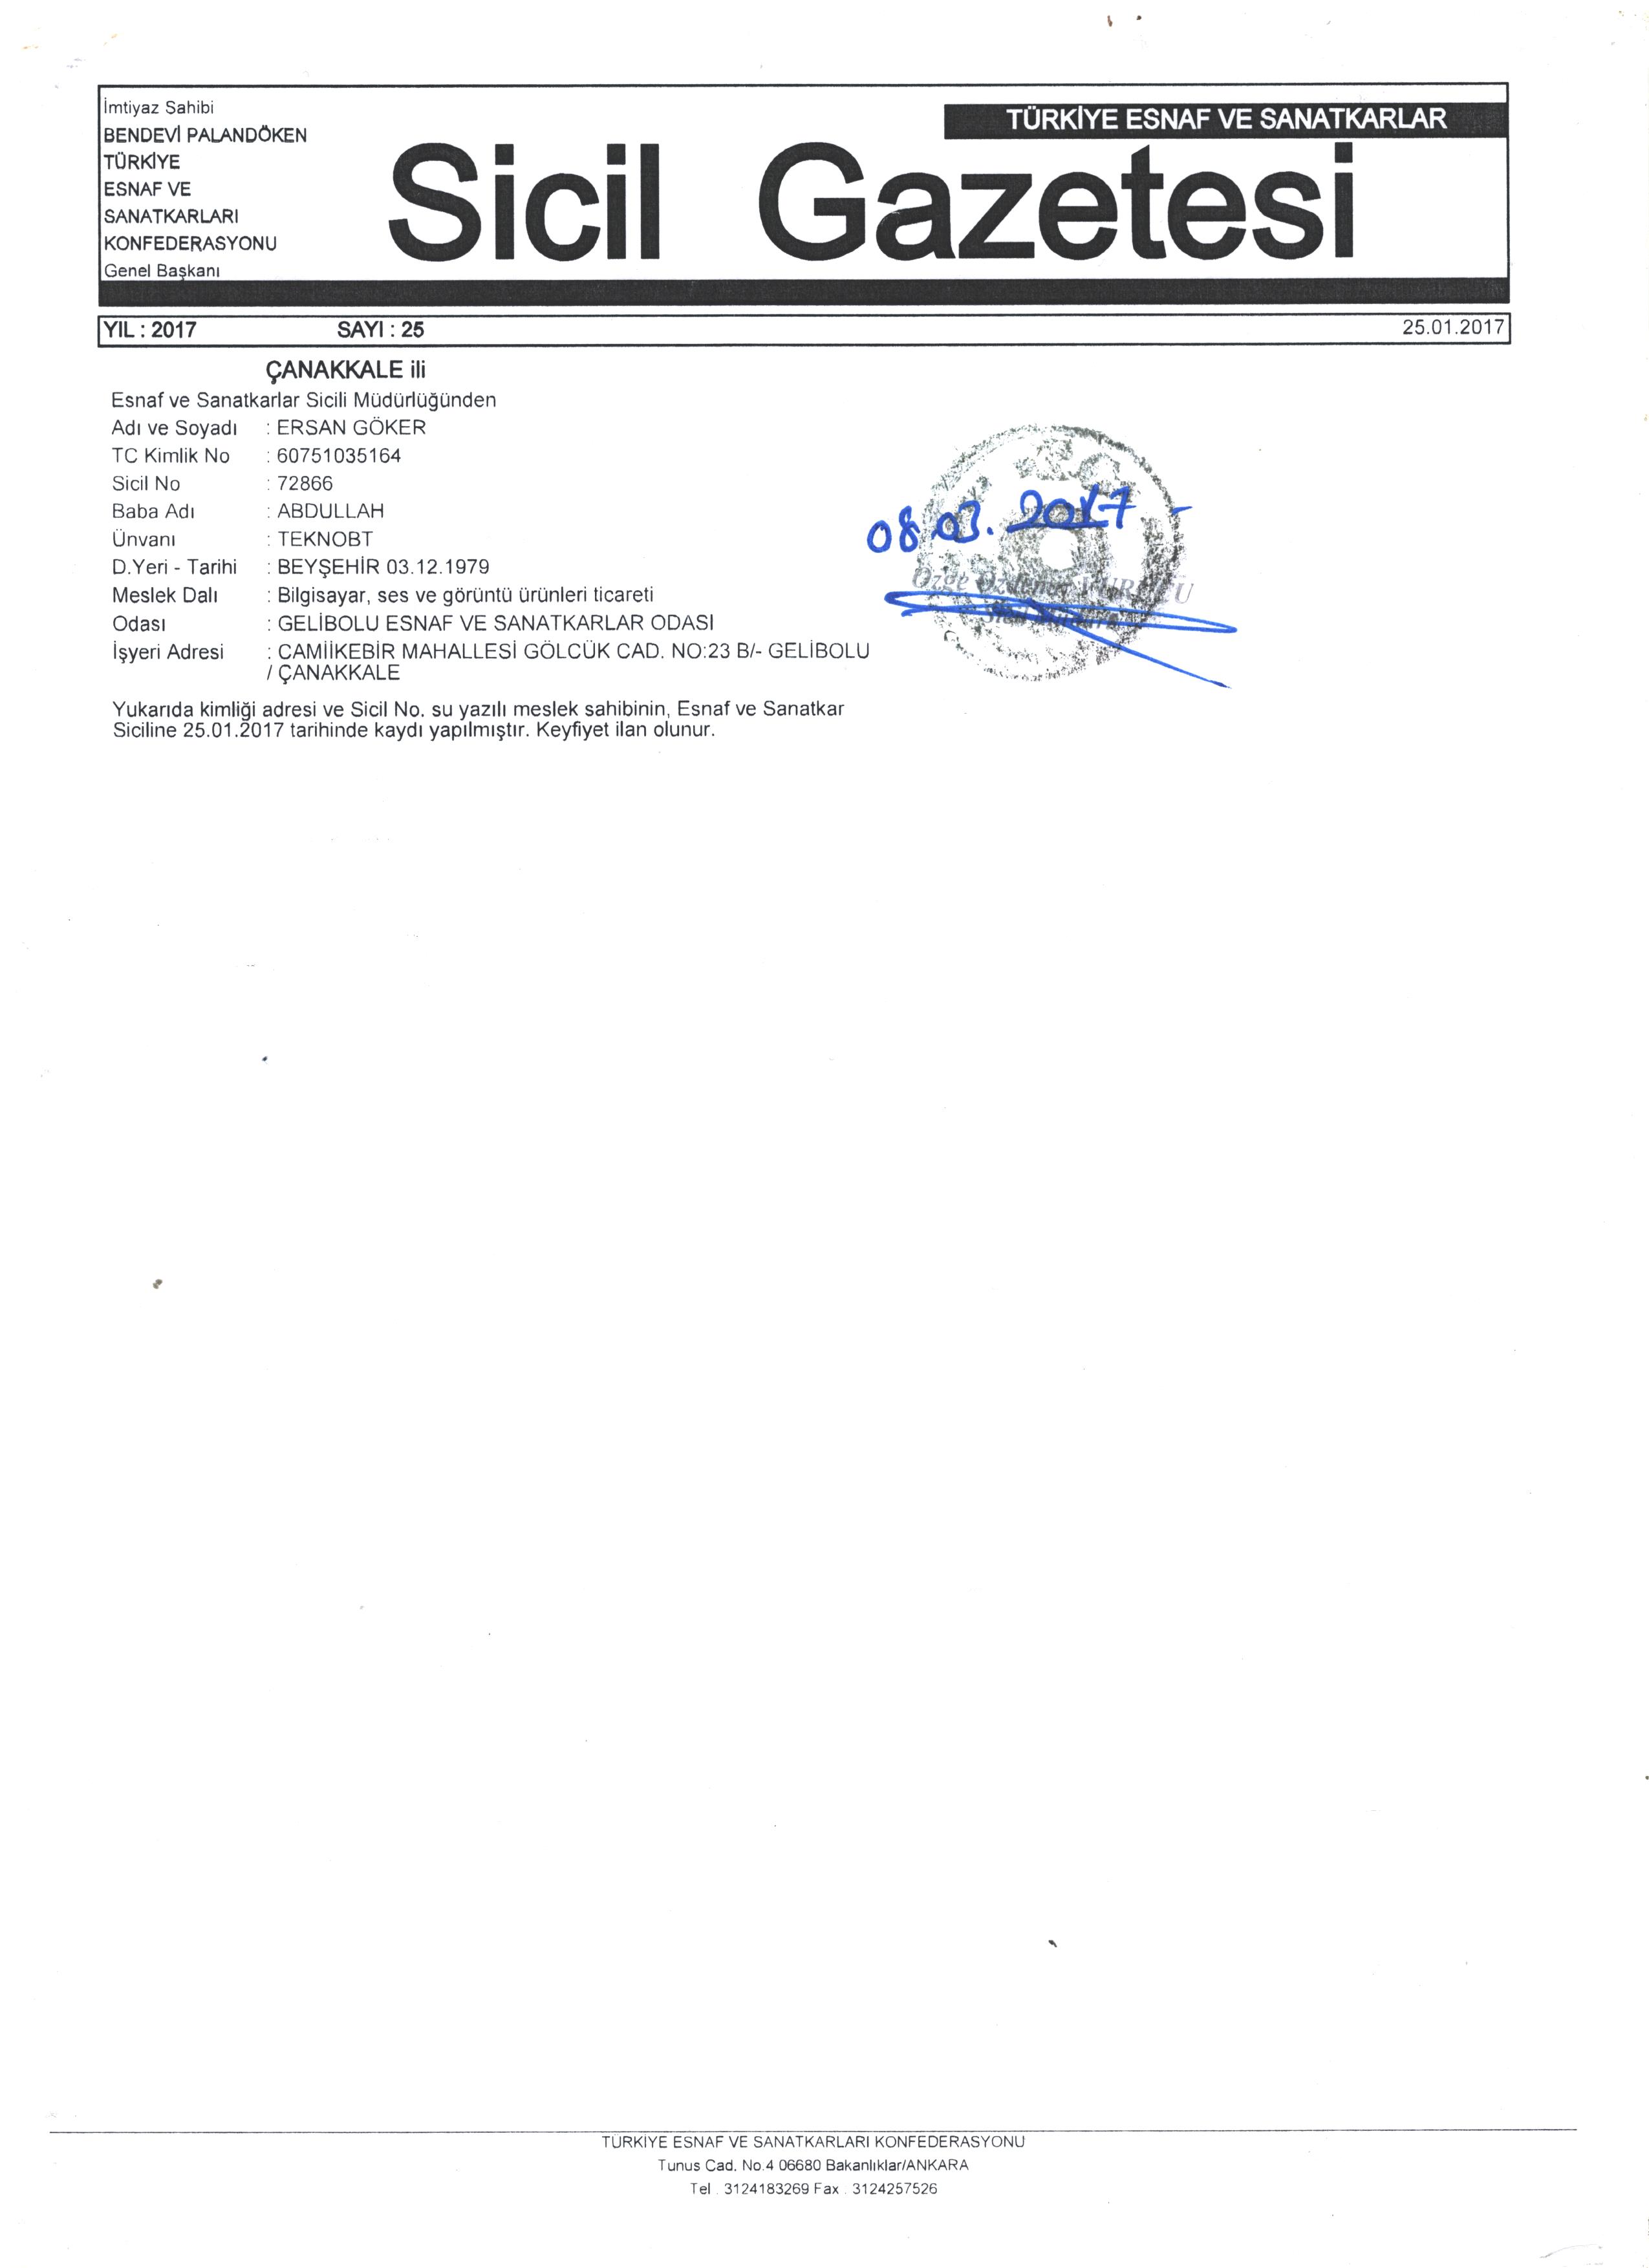 İmtiyaz Sahibi
BENDEVİ PALANDÖKEN
TÜRKİYE
ESNAF VE
SANATKARLARI
KONFEDERASYONU
Genel Başkanı
TÜRKİYE ESNAF VE SANATKARLAR
Sicil Gazetesi
YIL : 2017 SAYI : 25 25.01.2017
ÇANAKKALE ili
Esnaf ve Sanatkarlar Sicili Müdürlüğünden
Adı ve Soyadı : ERSAN GÖKER
TC Kimlik No : 60751035164
Sicil No : 72866
Baba Adı : ABDULLAH
Ünvanı : TEKNOBT
D.Yeri - Tarihi : BEYŞEHİR 03.12.1979
Meslek Dalı : Bilgisayar, ses ve görüntü ürünleri ticareti
Odası : GELİBOLU ESNAF VE SANATKARLAR ODASI
İşyeri Adresi : CAMİİKEBİR MAHALLESİ GÖLCÜK CAD. NO:23 B/- GELİBOLU
/ ÇANAKKALE
08.03.2017
Özge
Yukarıda kimliği adresi ve Sicil No. su yazılı meslek sahibinin, Esnaf ve Sanatkar
Siciline 25.01.2017 tarihinde kaydı yapılmıştır. Keyfiyet ilan olunur.
TÜRKİYE ESNAF VE SANATKARLARI KONFEDERASYONU
Tunus Cad. No.4 06680 Bakanlıklar/ANKARA
Tel . 3124183269 Fax . 3124257526